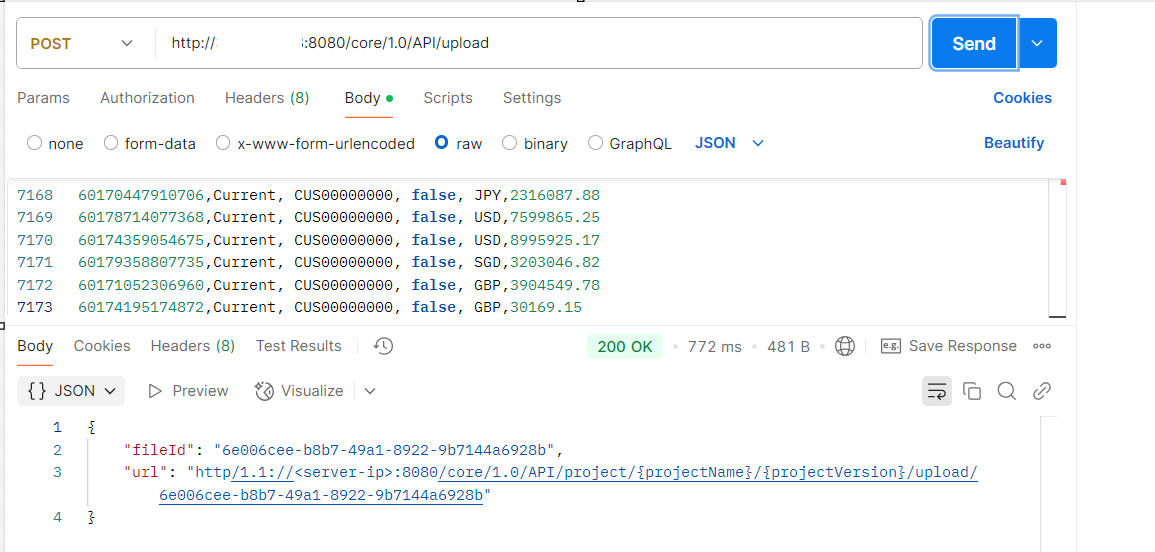 POST http:// :8080/core/1.0/API/upload Send
Params Authorization Headers (8) Body Scripts Settings Cookies
none form-data x-www-form-urlencoded raw binary GraphQL JSON Beautify
7168 60170447910706,Current, CUS00000000, false, JPY,2316087.88
7169 60178714077368,Current, CUS00000000, false, USD,7599865.25
7170 60174359054675,Current, CUS00000000, false, USD,8995925.17
7171 60179358807735,Current, CUS00000000, false, SGD,3203046.82
7172 60171052306960,Current, CUS00000000, false, GBP,3904549.78
7173 60174195174872,Current, CUS00000000, false, GBP,30169.15
Body Cookies Headers (8) Test Results 200 OK • 772 ms • 481 B • e.g. Save Response
{} JSON Preview Visualize
1 {
2 "fileId": "6e006cee-b8b7-49a1-8922-9b7144a6928b",
3 "url": "http/1.1://<server-ip>:8080/core/1.0/API/project/{projectName}/{projectVersion}/upload/
6e006cee-b8b7-49a1-8922-9b7144a6928b"
4 }